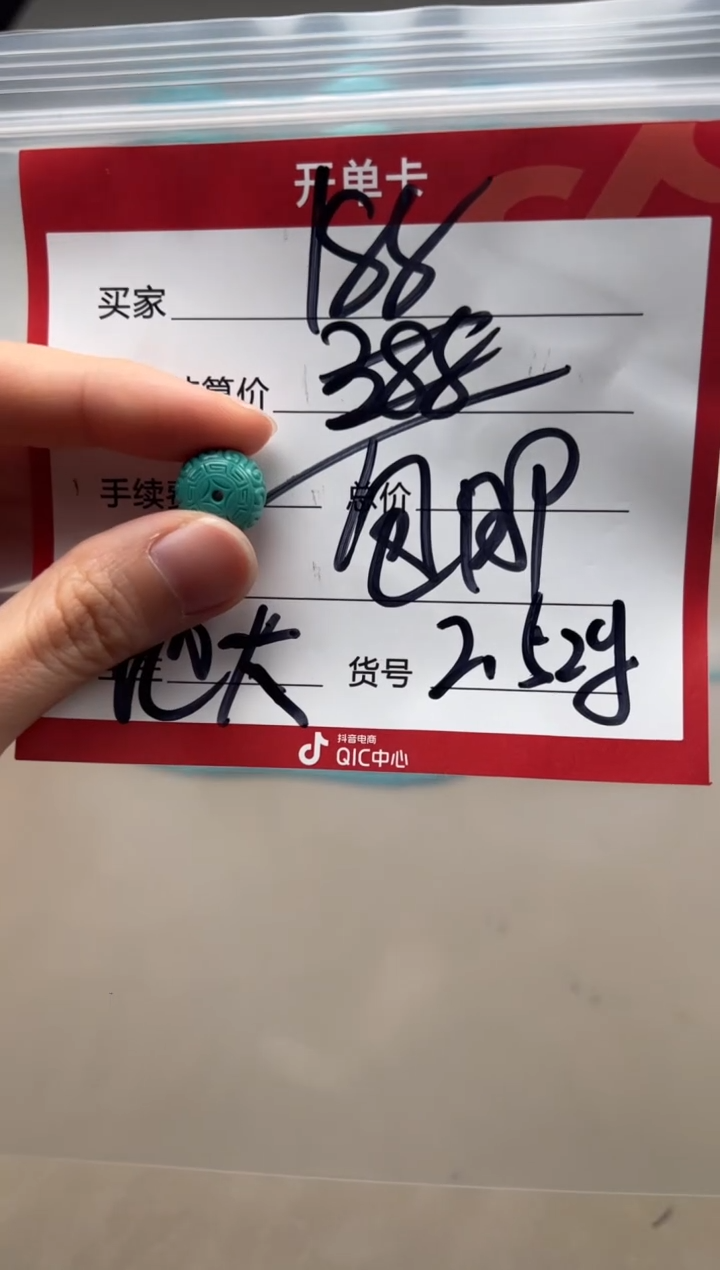 开单卡
买家 188
算价 388
手续费 总价
货号 2.52g
抖音电商
QIC中心